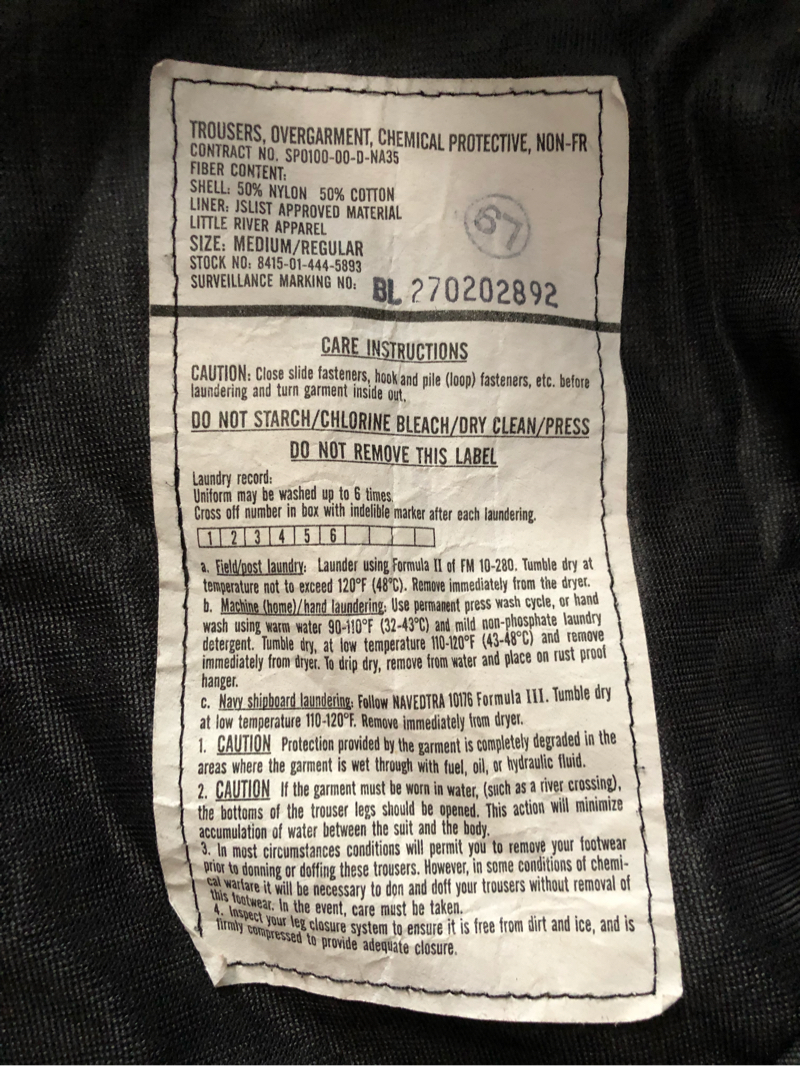 TROUSERS, OVERGARMENT, CHEMICAL PROTECTIVE, NON-FR
CONTRACT NO. SPO100-00-D-NA35
FIBER CONTENT:
SHELL: 50% NYLON 50% COTTON
LINER: JSLIST APPROVED MATERIAL
LITTLE RIVER APPAREL
SIZE: MEDIUM/REGULAR
STOCK NO: 8415-01-444-5893
SURVEILLANCE MARKING NO: BL 270202892
CARE INSTRUCTIONS
CAUTION: Close slide fasteners, hook and pile (loop) fasteners, etc. before
laundering and turn garment inside out.
DO NOT STARCH/CHLORINE BLEACH/DRY CLEAN/PRESS
DO NOT REMOVE THIS LABEL
Laundry record:
Uniform may be washed up to 6 times.
Cross off number in box with indelible marker after each laundering.
1 2 3 4 5 6
a. Field/post laundry: Launder using Formula II of FM 10-280. Tumble dry at
temperature not to exceed 120°F (48°C). Remove immediately from the dryer.
b. Machine (home)/hand laundering: Use permanent press wash cycle, or hand
wash using warm water 90-110°F (32-43°C) and mild non-phosphate laundry
detergent. Tumble dry, at low temperature 110-120°F (43-48°C) and remove
immediately from dryer. To drip dry, remove from water and place on rust proof
hanger.
c. Navy shipboard laundering: Follow NAVEDTRA 10176 Formula III. Tumble dry
at low temperature 110-120°F. Remove immediately from dryer.
1. CAUTION Protection provided by the garment is completely degraded in the
areas where the garment is wet through with fuel, oil, or hydraulic fluid.
2. CAUTION If the garment must be worn in water, (such as a river crossing),
the bottoms of the trouser legs should be opened. This action will minimize
accumulation of water between the suit and the body.
3. In most circumstances conditions will permit you to remove your footwear
prior to donning or doffing these trousers. However, in some conditions of chemi-
cal warfare it will be necessary to don and doff your trousers without removal of
this footwear. In the event, care must be taken.
4. Inspect your leg closure system to ensure it is free from dirt and ice, and is
firmly compressed to provide adequate closure.